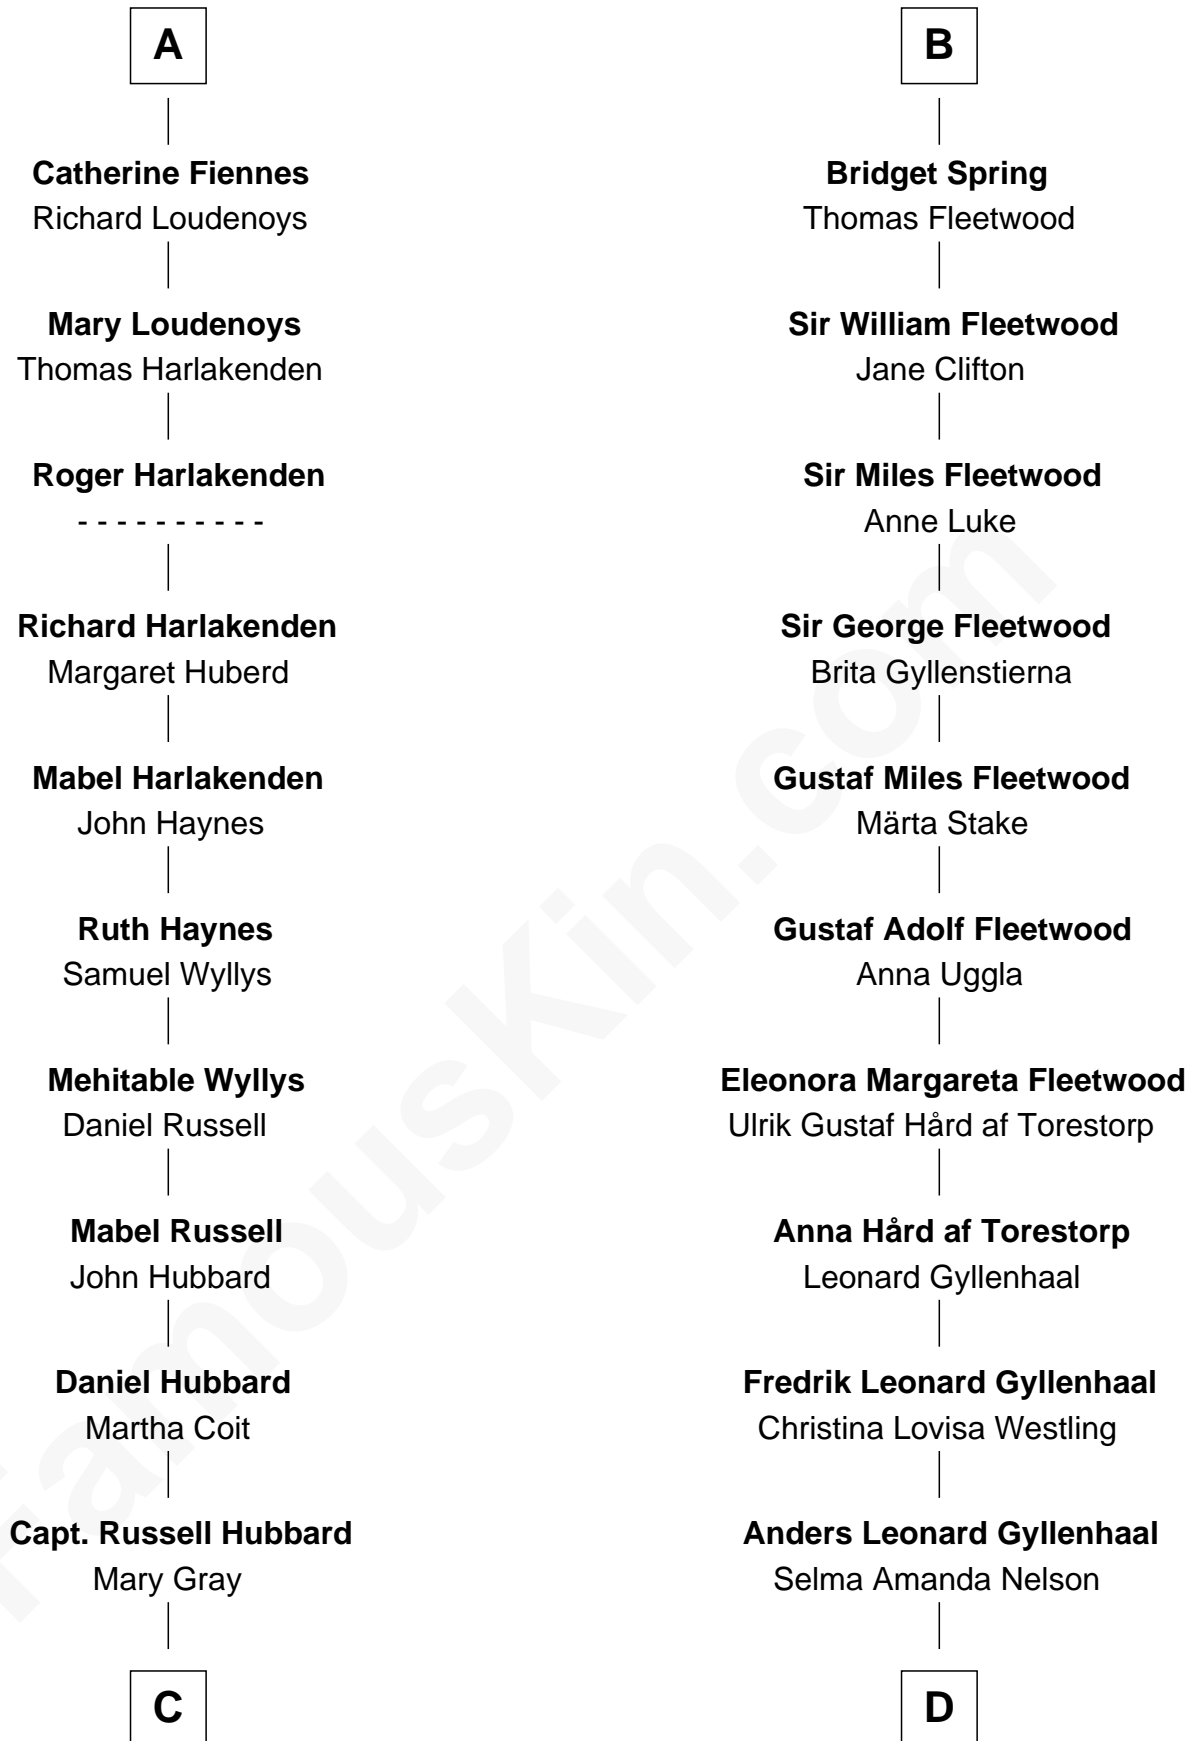 A
Catherine Fiennes
Richard Loudenoys
Mary Loudenoys
Thomas Harlakenden
Roger Harlakenden
- - - - - - - - - -
Richard Harlakenden
Margaret Huberd
Mabel Harlakenden
John Haynes
Ruth Haynes
Samuel Wyllys
Mehitable Wyllys
Daniel Russell
Mabel Russell
John Hubbard
Daniel Hubbard
Martha Coit
Capt. Russell Hubbard
Mary Gray
C
B
Bridget Spring
Thomas Fleetwood
Sir William Fleetwood
Jane Clifton
Sir Miles Fleetwood
Anne Luke
Sir George Fleetwood
Brita Gyllenstierna
Gustaf Miles Fleetwood
Märta Stake
Gustaf Adolf Fleetwood
Anna Uggla
Eleonora Margareta Fleetwood
Ulrik Gustaf Hård af Torestorp
Anna Hård af Torestorp
Leonard Gyllenhaal
Fredrik Leonard Gyllenhaal
Christina Lovisa Westling
Anders Leonard Gyllenhaal
Selma Amanda Nelson
D
FamousKin.com